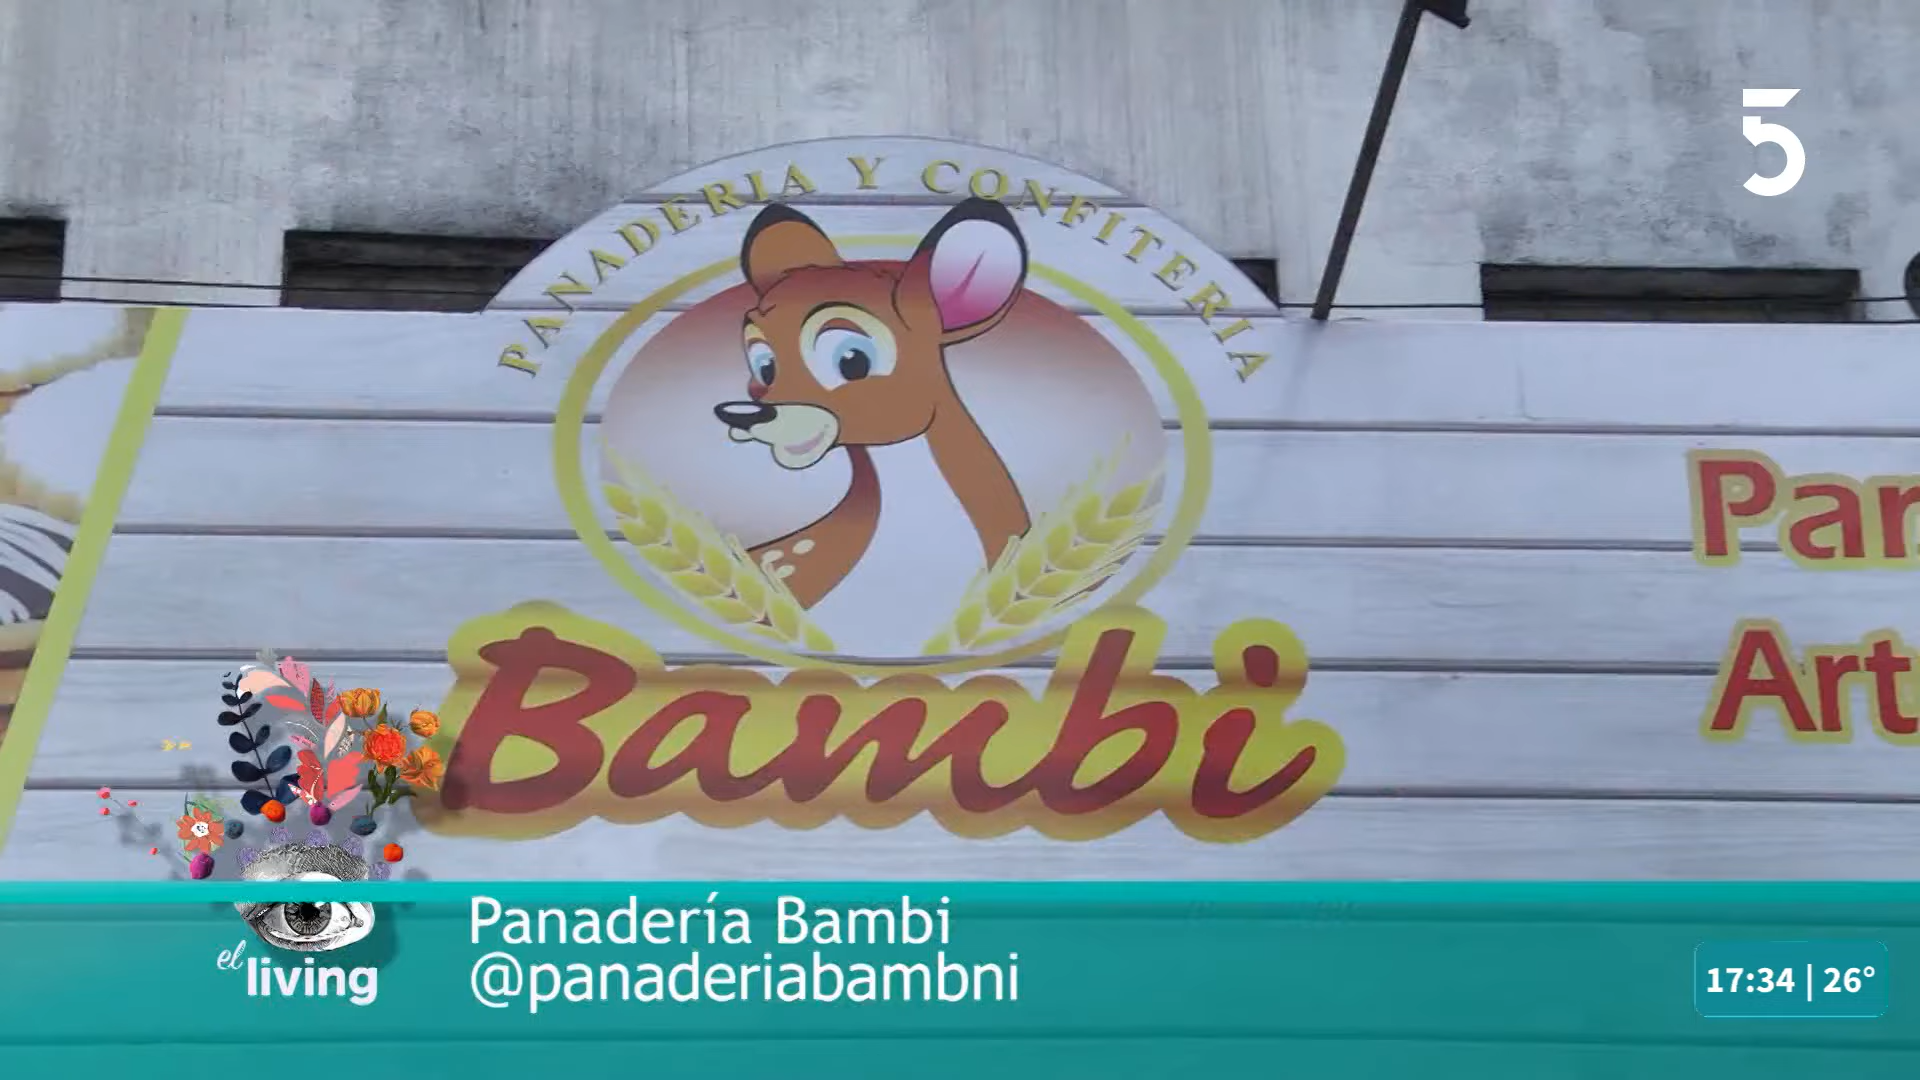 5
PANADERIA Y CONFITERIA
Bambi
Par
Art
el living
Panadería Bambi
@panaderiabambni
17:34 | 26°